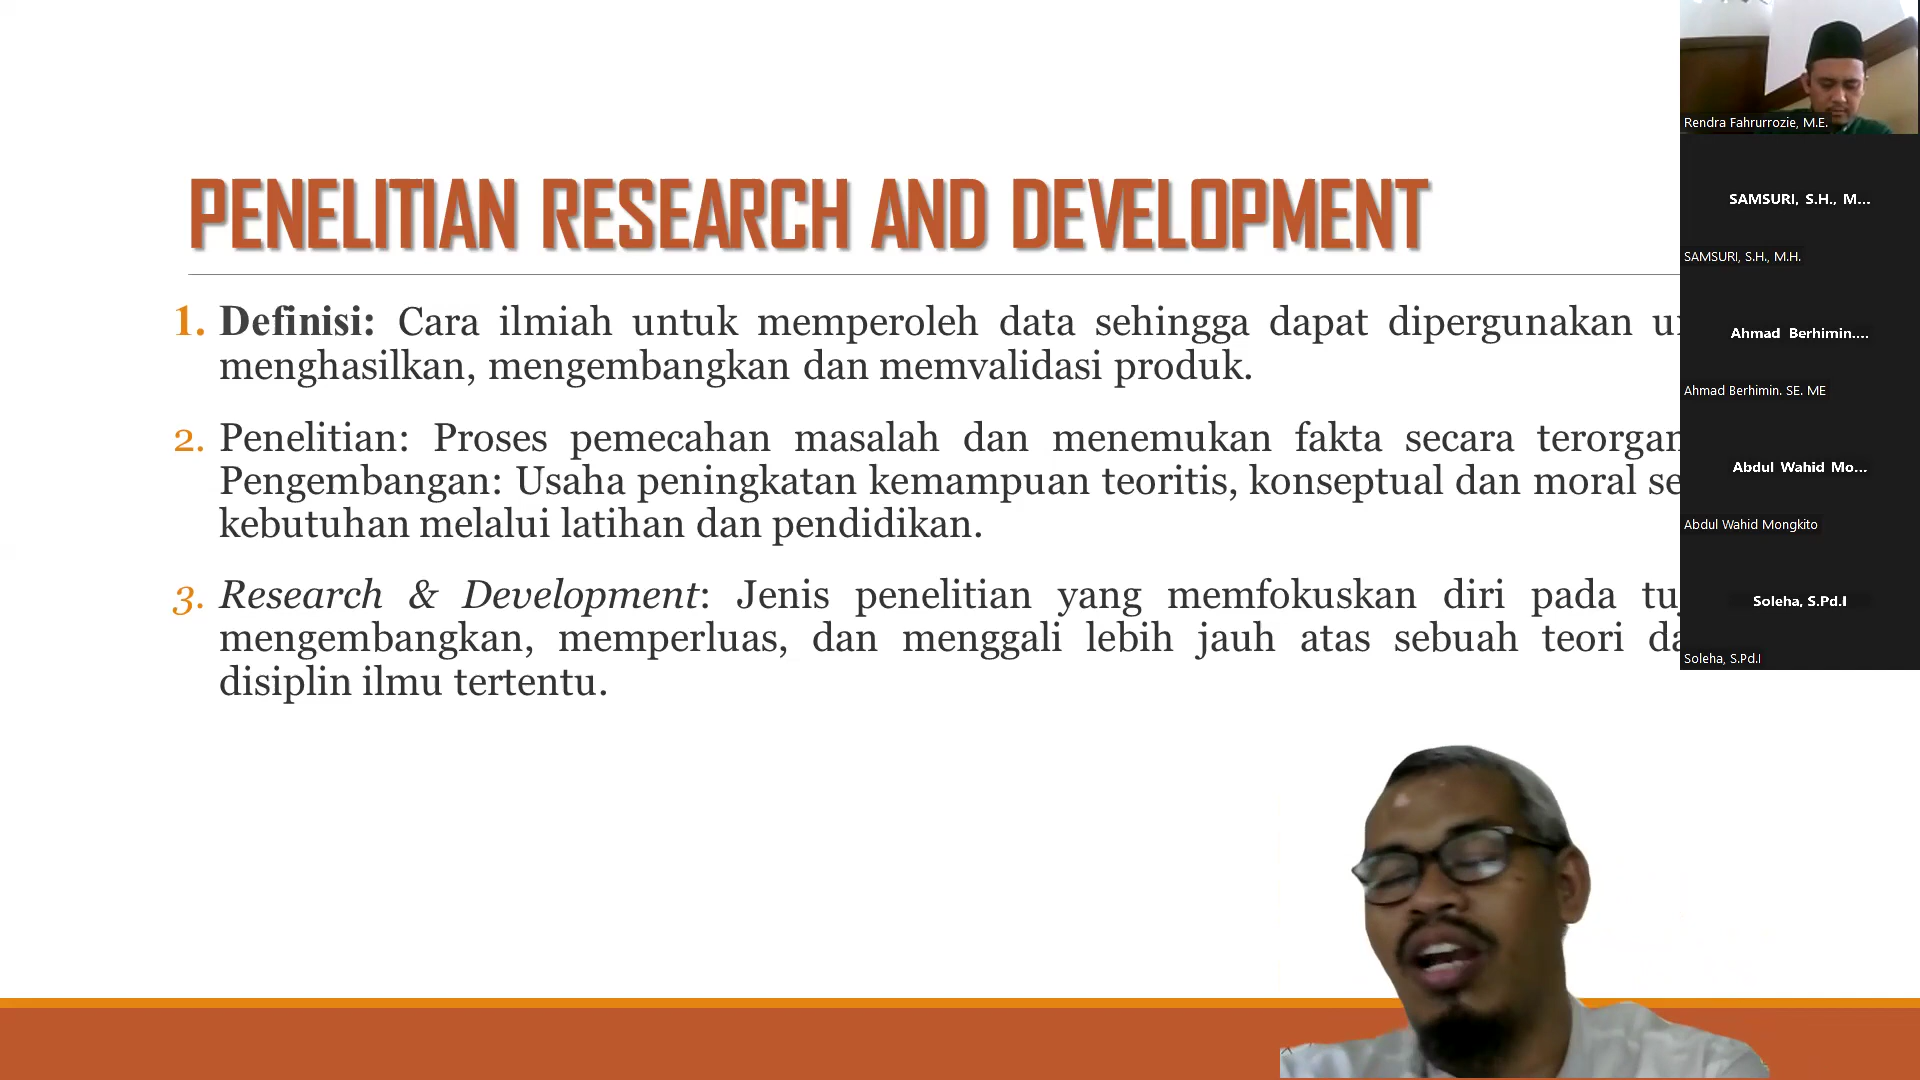 PENELITIAN RESEARCH AND DEVELOPMENT
1. Definisi: Cara ilmiah untuk memperoleh data sehingga dapat dipergunakan
menghasilkan, mengembangkan dan memvalidasi produk.
2. Penelitian: Proses pemecahan masalah dan menemukan fakta secara
Pengembangan: Usaha peningkatan kemampuan teoritis, konseptual dan moral
kebutuhan melalui latihan dan pendidikan.
3. Research & Development: Jenis penelitian yang memfokuskan diri pada
mengembangkan, memperluas, dan menggali lebih jauh atas sebuah teori
disiplin ilmu tertentu.
Rendra Fahrurrozie, M.E.
SAMSURI, S.H., M...
SAMSURI, S.H., M.H.
Ahmad Berhimin....
Ahmad Berhimin. SE. ME
Abdul Wahid Mo...
Abdul Wahid Mongkito
Soleha, S.Pd.I
Soleha, S.Pd.I